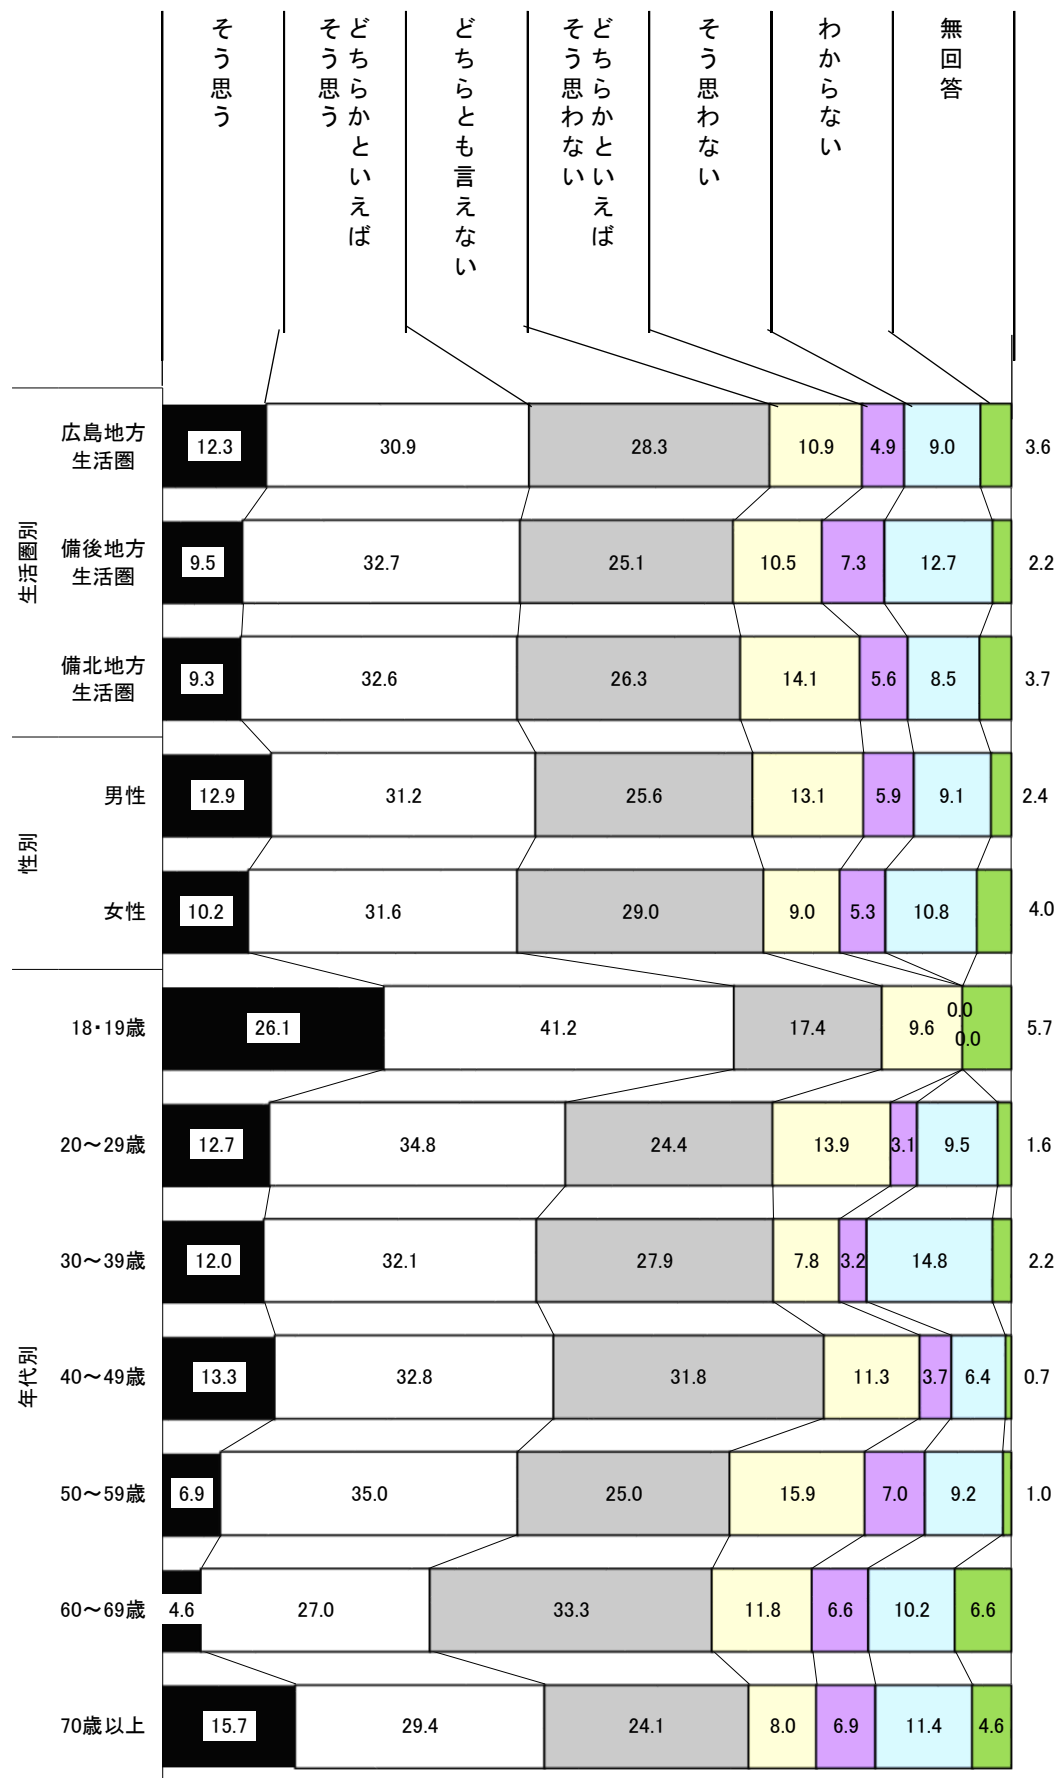 そう思う
どちらかといえば
そう思う
どちらとも言えない
どちらかといえば
そう思わない
そう思わない
わからない
無回答
生活圏別
広島地方
生活圏
12.3 30.9 28.3 10.9 4.9 9.0 3.6
備後地方
生活圏
9.5 32.7 25.1 10.5 7.3 12.7 2.2
備北地方
生活圏
9.3 32.6 26.3 14.1 5.6 8.5 3.7
性別
男性 12.9 31.2 25.6 13.1 5.9 9.1 2.4
女性 10.2 31.6 29.0 9.0 5.3 10.8 4.0
年代別
18・19歳 26.1 41.2 17.4 9.6 0.0 0.0 5.7
20～29歳 12.7 34.8 24.4 13.9 3.1 9.5 1.6
30～39歳 12.0 32.1 27.9 7.8 3.2 14.8 2.2
40～49歳 13.3 32.8 31.8 11.3 3.7 6.4 0.7
50～59歳 6.9 35.0 25.0 15.9 7.0 9.2 1.0
60～69歳 4.6 27.0 33.3 11.8 6.6 10.2 6.6
70歳以上 15.7 29.4 24.1 8.0 6.9 11.4 4.6